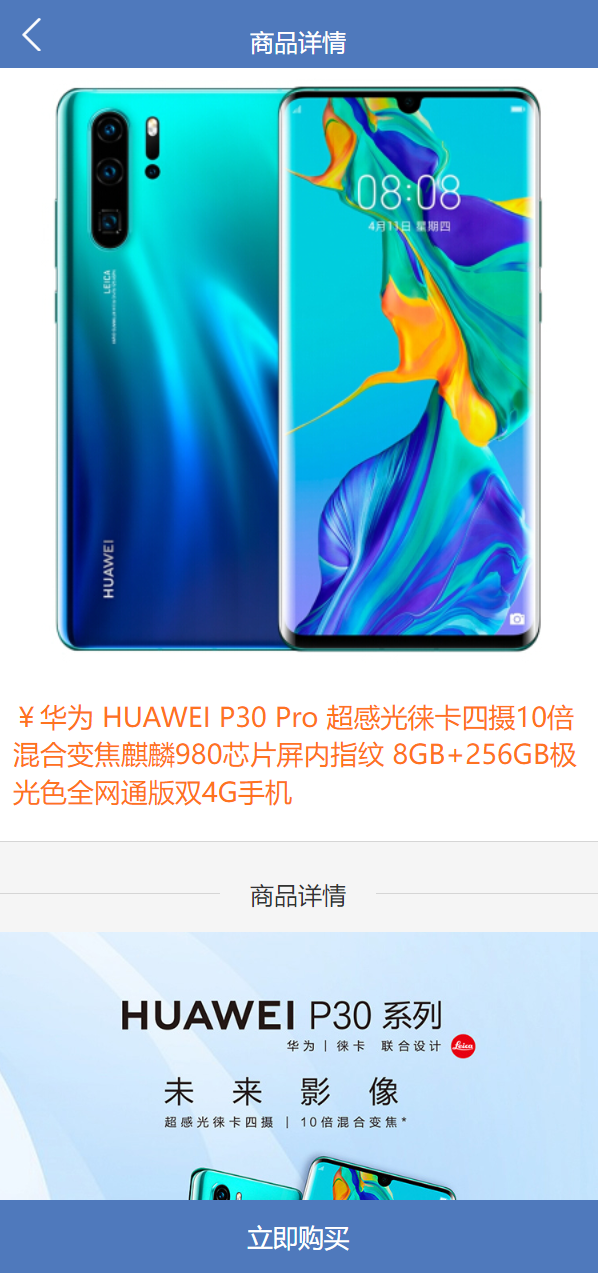 商品详情
08:08
4月11日 星期四
LEICA
HUAWEI
￥华为 HUAWEI P30 Pro 超感光徕卡四摄10倍
混合变焦麒麟980芯片屏内指纹 8GB+256GB极
光色全网通版双4G手机
商品详情
HUAWEI P30 系列
华为 | 徕卡 联合设计
Leica
未来影像
超感光徕卡四摄 | 10倍混合变焦*
立即购买